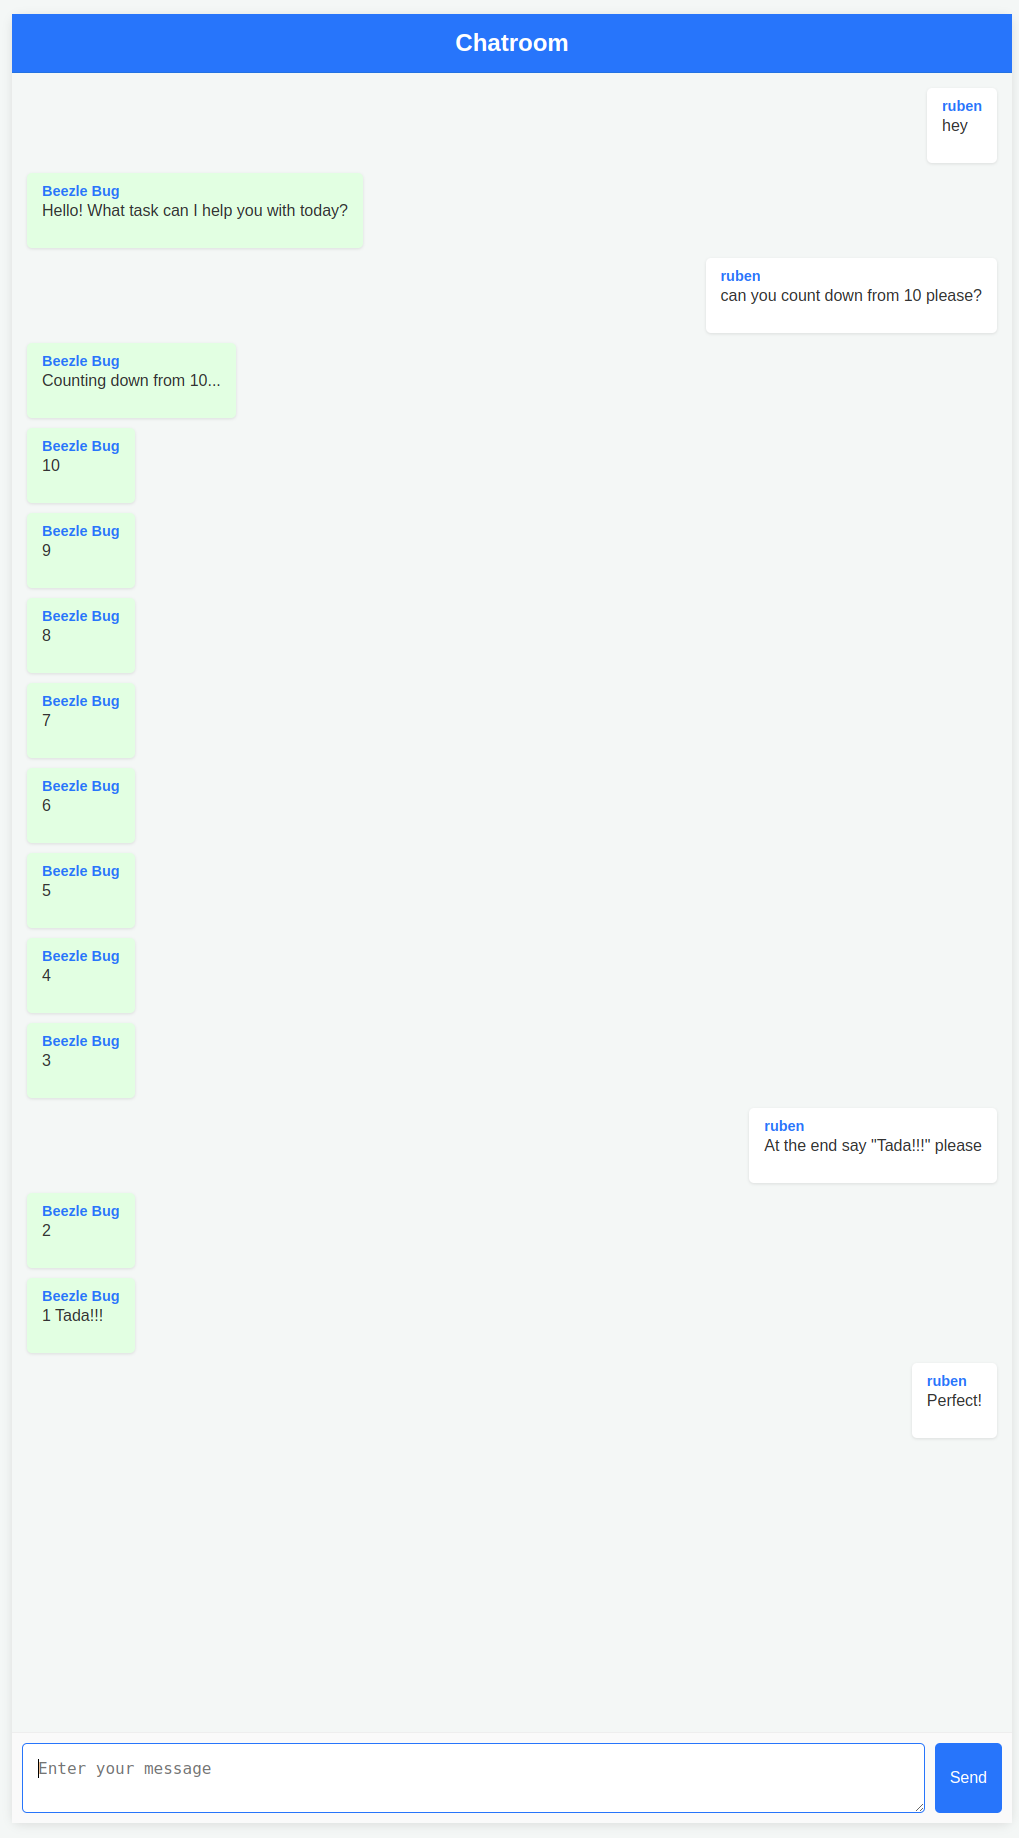 Chatroom
ruben
hey
Beezle Bug
Hello! What task can I help you with today?
ruben
can you count down from 10 please?
Beezle Bug
Counting down from 10...
Beezle Bug
10
Beezle Bug
9
Beezle Bug
8
Beezle Bug
7
Beezle Bug
6
Beezle Bug
5
Beezle Bug
4
Beezle Bug
3
ruben
At the end say "Tada!!!" please
Beezle Bug
2
Beezle Bug
1 Tada!!!
ruben
Perfect!
Enter your message
Send